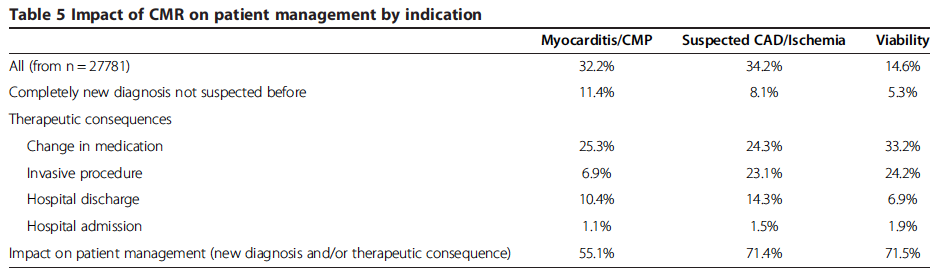 Table 5 Impact of CMR on patient management by indication
Myocarditis/CMP Suspected CAD/Ischemia Viability
All (from n = 27781) 32.2% 34.2% 14.6%
Completely new diagnosis not suspected before 11.4% 8.1% 5.3%
Therapeutic consequences
Change in medication 25.3% 24.3% 33.2%
Invasive procedure 6.9% 23.1% 24.2%
Hospital discharge 10.4% 14.3% 6.9%
Hospital admission 1.1% 1.5% 1.9%
Impact on patient management (new diagnosis and/or therapeutic consequence) 55.1% 71.4% 71.5%